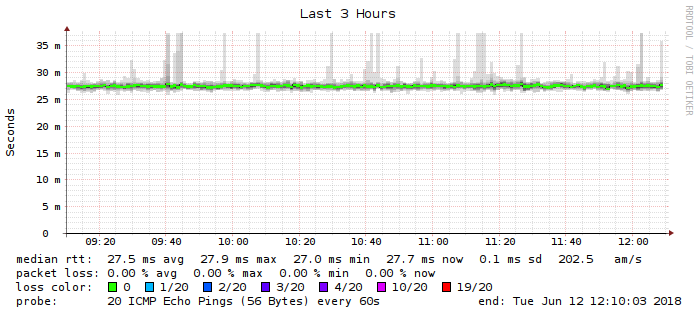 Last 3 Hours
RRDTOOL / TOBI OETIKER
Seconds
35 m
30 m
25 m
20 m
15 m
10 m
5 m
0
09:20 09:40 10:00 10:20 10:40 11:00 11:20 11:40 12:00
median rtt: 27.5 ms avg 27.9 ms max 27.0 ms min 27.7 ms now 0.1 ms sd 202.5 am/s
packet loss: 0.00 % avg 0.00 % max 0.00 % min 0.00 % now
loss color: 0 1/20 2/20 3/20 4/20 10/20 19/20
probe: 20 ICMP Echo Pings (56 Bytes) every 60s end: Tue Jun 12 12:10:03 2018